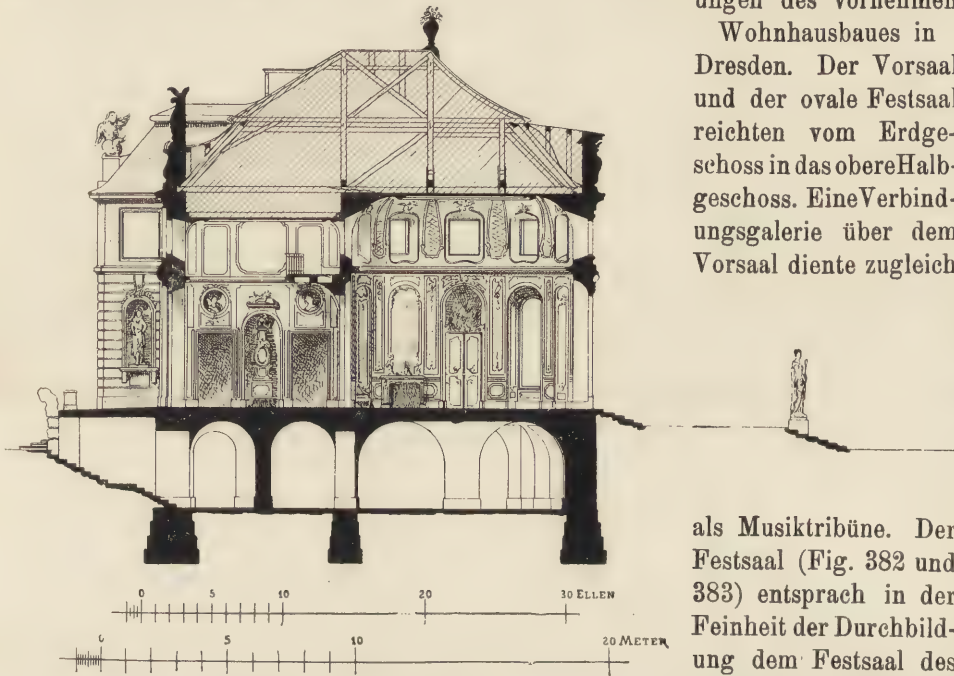 ungen des vornehmen
Wohnhausbaues in
Dresden. Der Vorsaal
und der ovale Festsaal
reichten vom Erdge-
schoss in das obere Halb-
geschoss. Eine Verbind-
ungsgalerie über dem
Vorsaal diente zugleich
als Musiktribüne. Der
Festsaal (Fig. 382 und
383) entsprach in der
Feinheit der Durchbild-
ung dem Festsaal des
0 5 10 20 30 ELLEN
0 5 10 20 METER